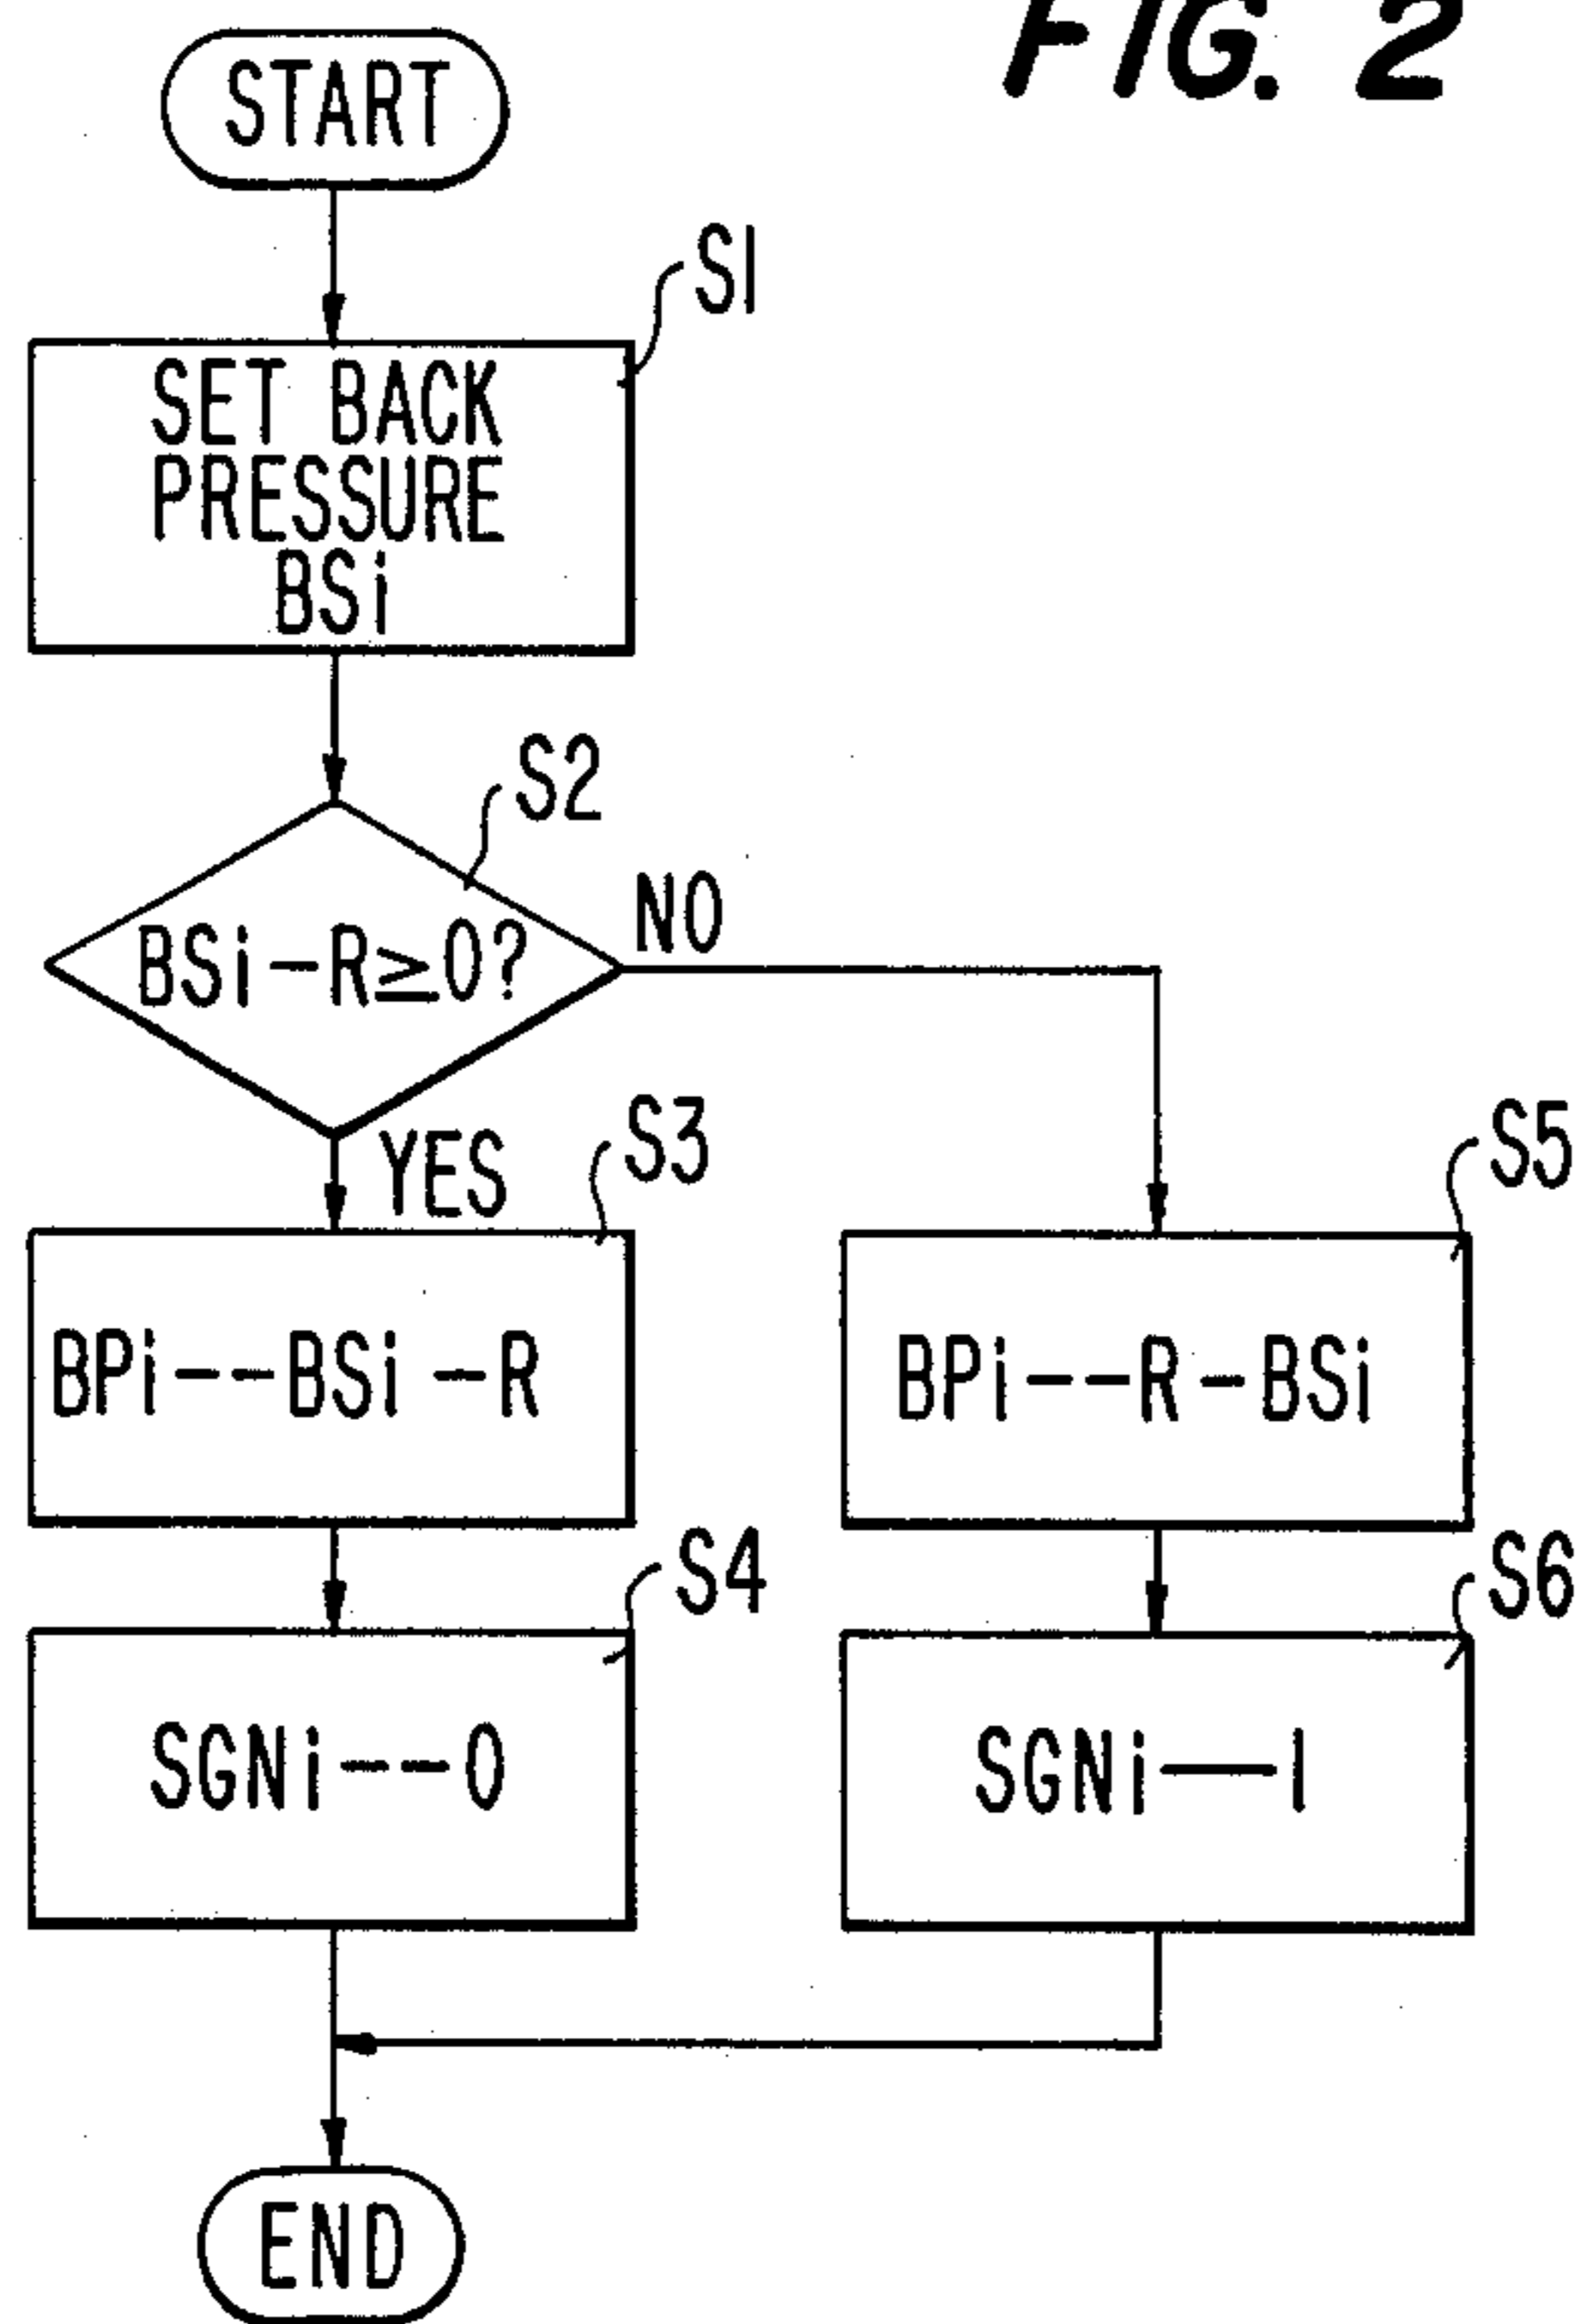 FIG. 2
START
S1
SET BACK
PRESSURE
BSi
S2
BSi-R≥0?
NO
YES
S3
BPi--BSi-R
S5
BPi--R-BSi
S4
SGNi--0
S6
SGNi—1
END